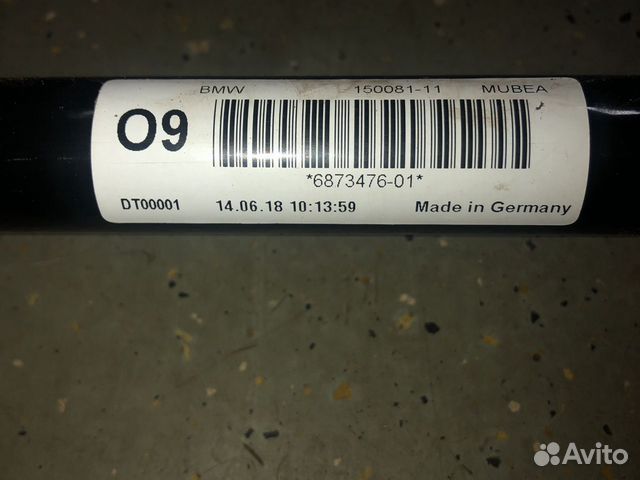 BMW 150081-11 MUBEA
O9
*6873476-01*
DT00001 14.06.18 10:13:59 Made in Germany
Avito